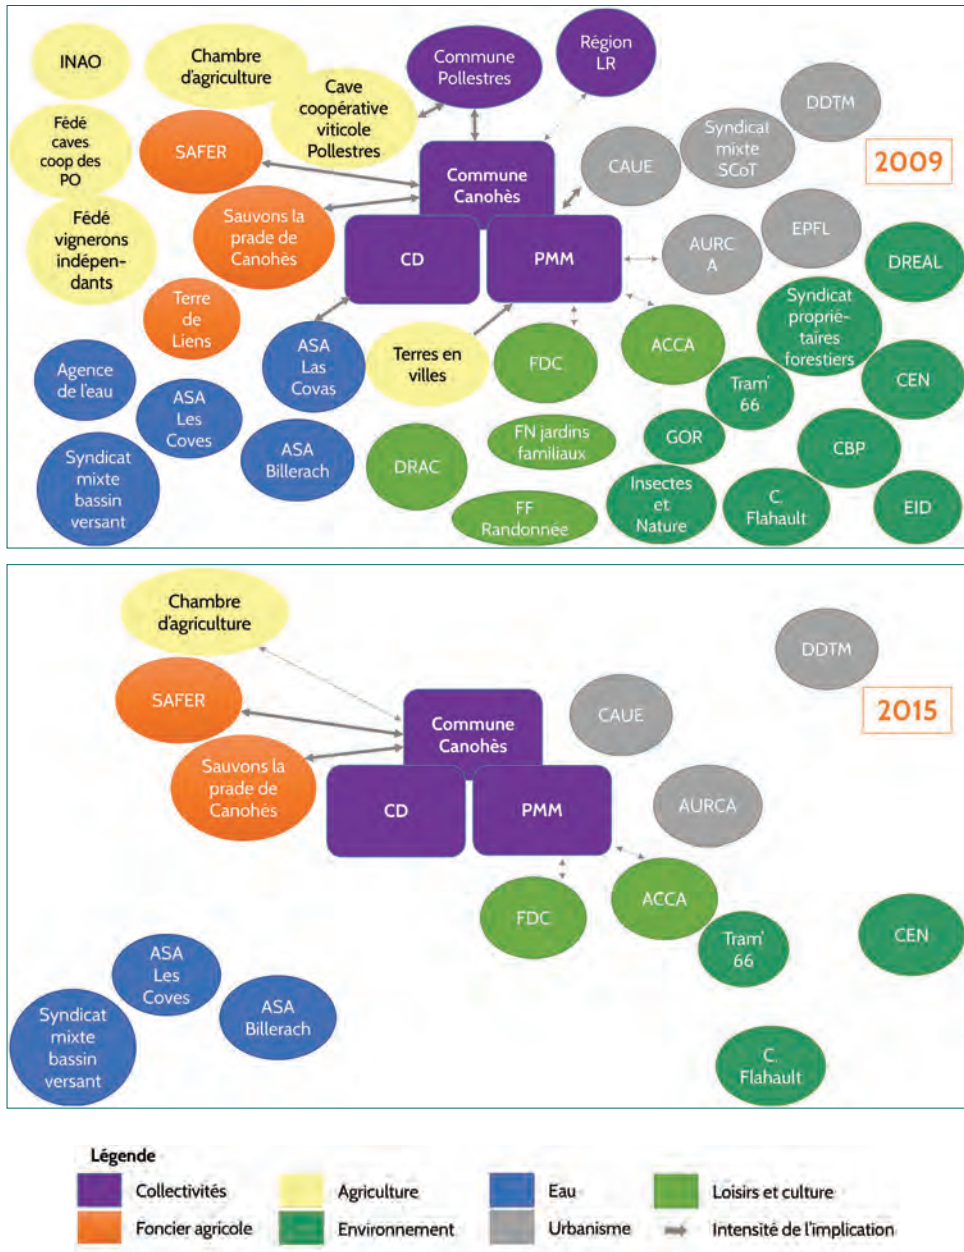 INAO
Chambre
d'agriculture
Cave
coopérative
viticole
Pollestres
Commune
Pollestres
Région
LR
DDTM
Fédé
caves
coop des
PO
SAFER
Commune
Canohès
CAUE
Syndicat
mixte
SCoT
2009
Fédé
vignerons
indépen-
dants
Sauvons la
prade de
Canohès
CD
PMM
AURC
A
EPFL
DREAL
Terre
de
Liens
ASA
Las
Covas
Terres en
villes
FDC
ACCA
Syndicat
proprié-
taires
forestiers
Agence
de l'eau
ASA
Les
Coves
Tram'
66
CEN
Syndicat
mixte
bassin
versant
ASA
Billerach
DRAC
FN jardins
familiaux
GOR
CBP
FF
Randonnée
Insectes
et
Nature
C.
Flahault
EID
Chambre
d'agriculture
DDTM
SAFER
Commune
Canohès
CAUE
2015
Sauvons la
prade de
Canohès
CD
PMM
AURCA
FDC
ACCA
Tram'
66
CEN
ASA
Les
Coves
Syndicat
mixte
bassin
versant
ASA
Billerach
C.
Flahault
Légende
Collectivités
Agriculture
Eau
Loisirs et culture
Foncier agricole
Environnement
Urbanisme
Intensité de l'implication